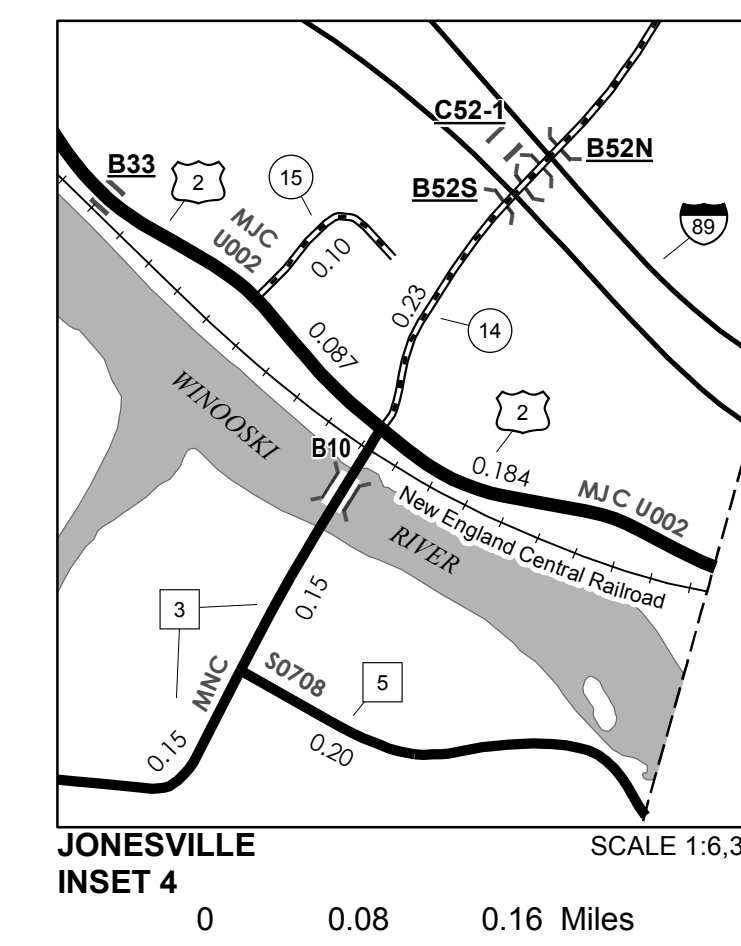 C52-1
B33
B52N
2
15
B52S
MJC
U002
89
0.10
0.23
14
0.087
WINOOSKI
2
B10
0.184
MJC U002
New England Central Railroad
RIVER
3
0.15
MNC
S0708
5
0.15
0.20
JONESVILLE
SCALE 1:6,3
INSET 4
0 0.08 0.16 Miles